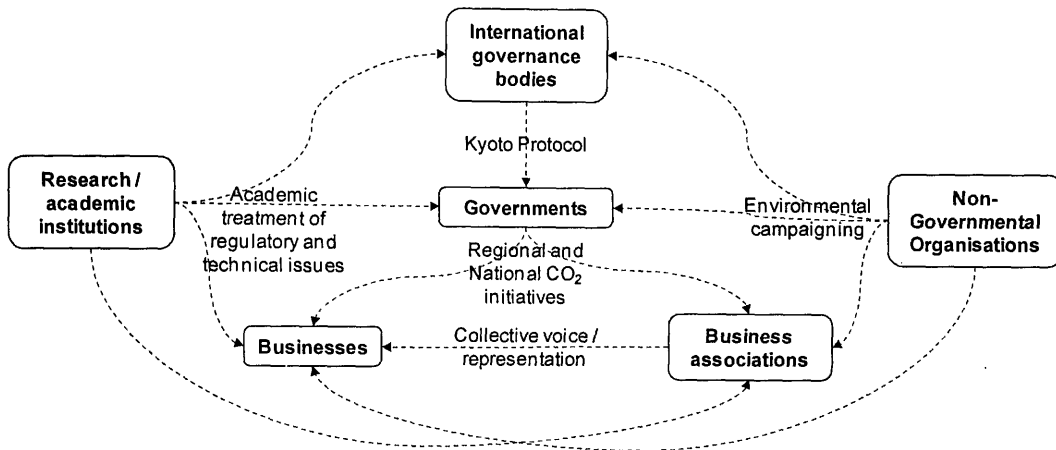 International
governance
bodies
Kyoto Protocol
Research /
academic
institutions
Academic
treatment of
regulatory and
technical issues
Governments
Environmental
campaigning
Non-
Governmental
Organisations
Regional and
National CO₂
initiatives
Businesses
Collective voice /
representation
Business
associations